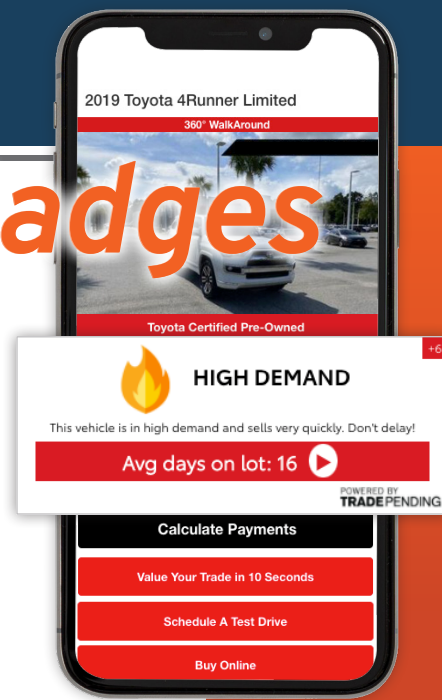 2019 Toyota 4Runner Limited
360° WalkAround
adges
Toyota Certified Pre-Owned
+6
HIGH DEMAND
This vehicle is in high demand and sells very quickly. Don't delay!
Avg days on lot: 16
POWERED BY
TRADEPENDING
Calculate Payments
Value Your Trade in 10 Seconds
Schedule A Test Drive
Buy Online